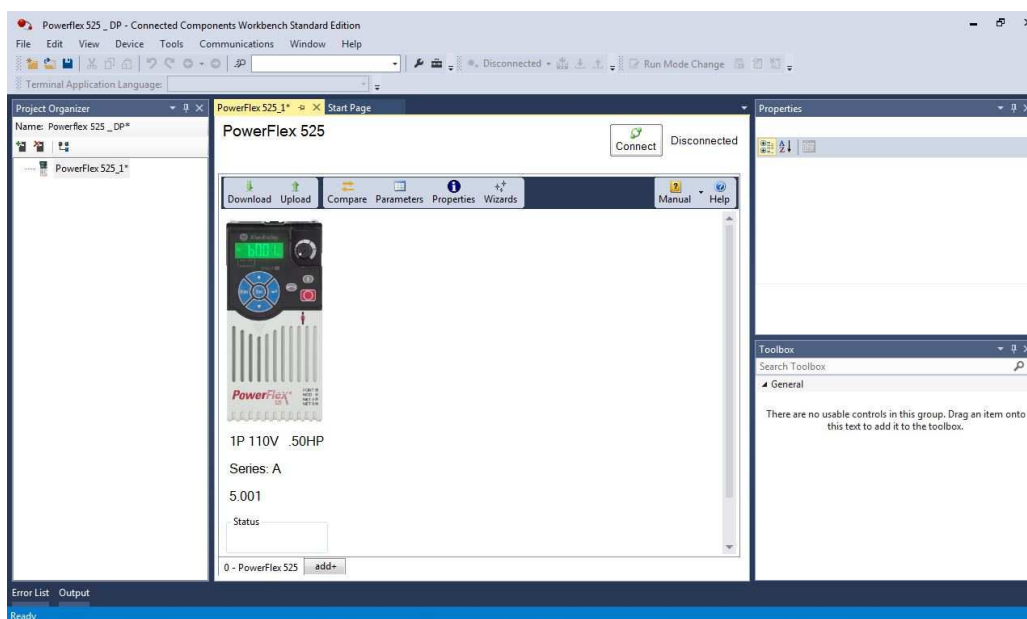 Powerflex 525 _ DP - Connected Components Workbench Standard Edition
File Edit View Device Tools Communications Window Help
Disconnected
Run Mode Change
Terminal Application Language:
Project Organizer
PowerFlex 525_1*
Start Page
Properties
Name: Powerflex 525 _ DP*
PowerFlex 525
Connect
Disconnected
PowerFlex 525_1*
Download Upload Compare Parameters Properties Wizards Manual Help
PowerFlex
1P 110V .50HP
Series: A
5.001
Status
0 - PowerFlex 525
add+
Toolbox
Search Toolbox
General
There are no usable controls in this group. Drag an item onto
this text to add it to the toolbox.
Error List Output
Ready